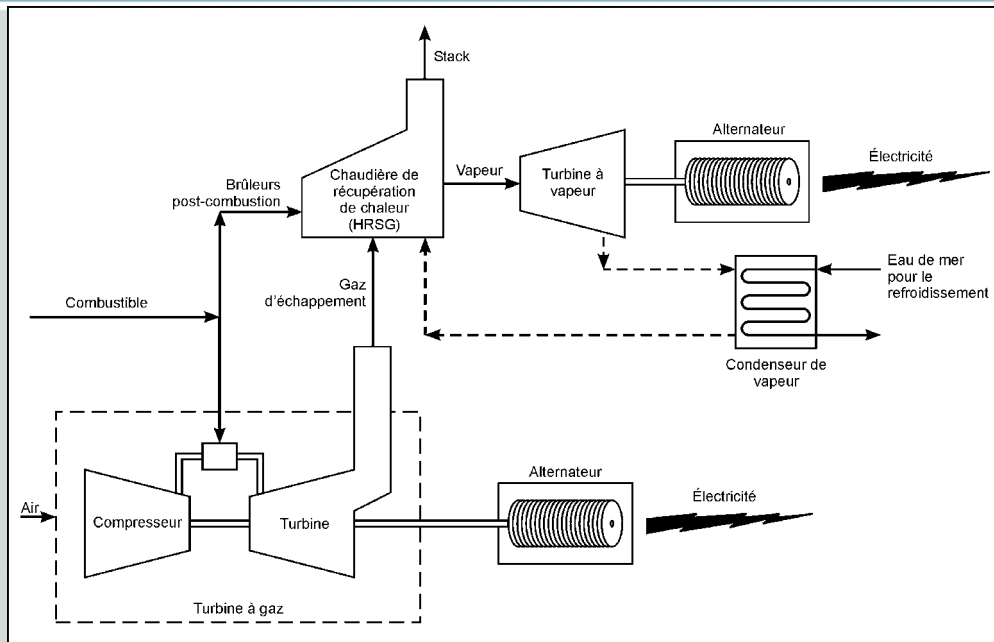 Stack
Alternateur
Électricité
Vapeur
Turbine à
vapeur
Chaudière de
récupération
de chaleur
(HRSG)
Brûleurs
post-combustion
Gaz
d'échappement
Eau de mer
pour le
refroidissement
Combustible
Condenseur de
vapeur
Alternateur
Électricité
Air
Compresseur
Turbine
Turbine à gaz